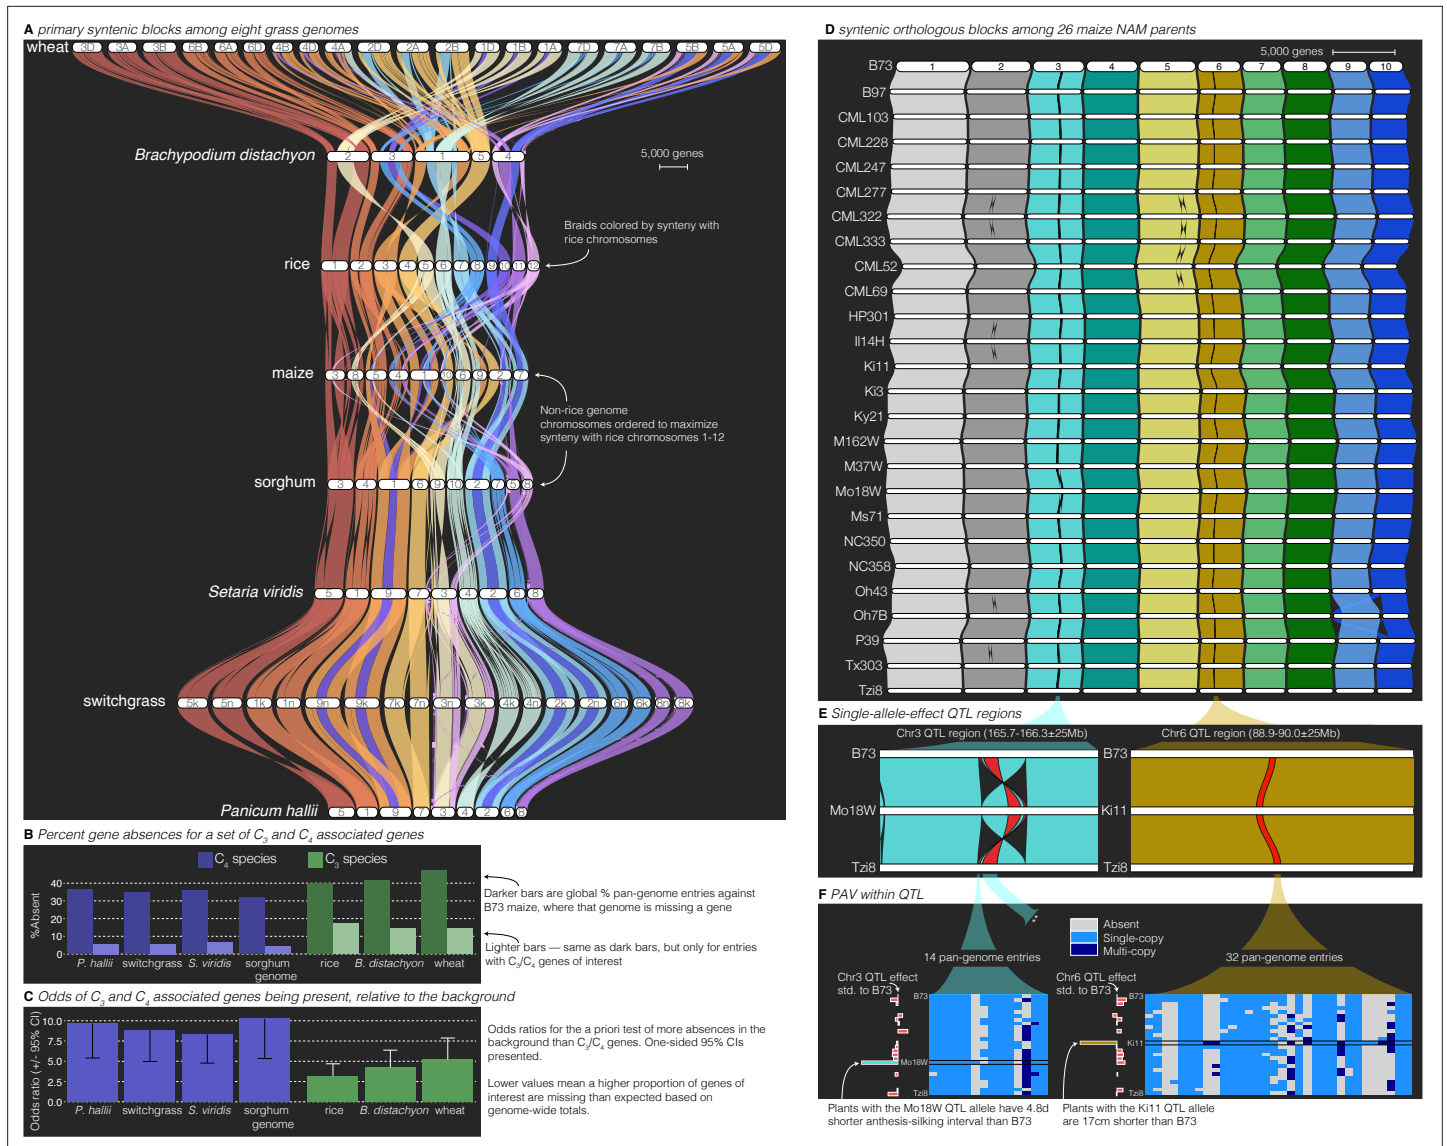 A primary syntenic blocks among eight grass genomes
wheat 3D 3A 3B 6B 6A 6D 4B 4D 4A 2D 2A 2B 1D 1B 1A 7D 7A 7B 5B 5A 5D
Brachypodium distachyon 2 3 1 5 4
5,000 genes
Braids colored by synteny with
rice chromosomes
rice 1 2 3 4 5 6 7 8 9 10 11 12
maize 3 8 5 4 1 10 6 9 2 7
Non-rice genome
chromosomes ordered to maximize
synteny with rice chromosomes 1-12
sorghum 3 4 1 6 9 10 2 7 5 8
Setaria viridis 5 1 9 7 3 4 2 6 8
switchgrass 5k 5n 1k 1n 9n 9k 7k 7n 3n 3k 4k 4n 2k 2n 6n 6k 8n 8k
Panicum hallii 5 1 9 7 3 4 2 6 8
B Percent gene absences for a set of C3 and C4 associated genes
C4 species
C3 species
%Absent
40
30
20
10
0
P. hallii switchgrass S. viridis sorghum rice B. distachyon wheat
genome
Darker bars are global % pan-genome entries against
B73 maize, where that genome is missing a gene
Lighter bars — same as dark bars, but only for entries
with C3/C4 genes of interest
C Odds of C3 and C4 associated genes being present, relative to the background
Odds ratio (+/- 95% CI)
10.0
7.5
5.0
2.5
0.0
P. hallii switchgrass S. viridis sorghum rice B. distachyon wheat
genome
Odds ratios for the a priori test of more absences in the
background than C3/C4 genes. One-sided 95% CIs
presented.
Lower values mean a higher proportion of genes of
interest are missing than expected based on
genome-wide totals.
D syntenic orthologous blocks among 26 maize NAM parents
5,000 genes
B73 1 2 3 4 5 6 7 8 9 10
B97
CML103
CML228
CML247
CML277
CML322
CML333
CML52
CML69
HP301
Il14H
Ki11
Ki3
Ky21
M162W
M37W
Mo18W
Ms71
NC350
NC358
Oh43
Oh7B
P39
Tx303
Tzi8
E Single-allele-effect QTL regions
Chr3 QTL region (165.7-166.3±25Mb)
B73
Mo18W
Tzi8
Chr6 QTL region (88.9-90.0±25Mb)
B73
Ki11
Tzi8
F PAV within QTL
Absent
Single-copy
Multi-copy
14 pan-genome entries
32 pan-genome entries
Chr3 QTL effect
std. to B73
B73
Mo18W
Tzi8
Chr6 QTL effect
std. to B73
B73
Ki11
Tzi8
Plants with the Mo18W QTL allele have 4.8d
shorter anthesis-silking interval than B73
Plants with the Ki11 QTL allele
are 17cm shorter than B73